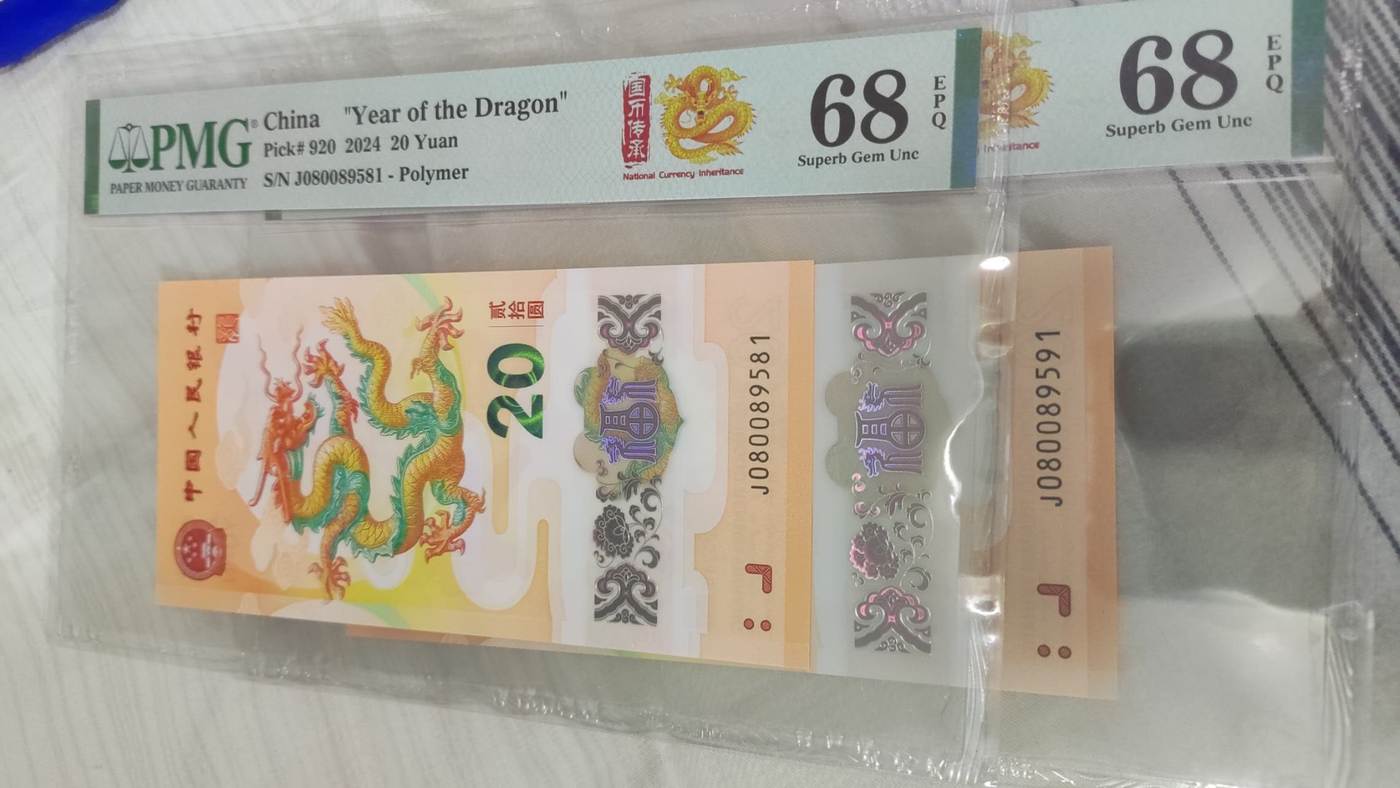 PMG®
PAPER MONEY GUARANTY
China "Year of the Dragon"
Pick# 920 2024 20 Yuan
S/N J080089581 - Polymer
国币传承
National Currency Inheritance
68
EPQ
Superb Gem Unc
68
EPQ
Superb Gem Unc
中国人民银行
贰拾圆
20
J080089581
J080089591